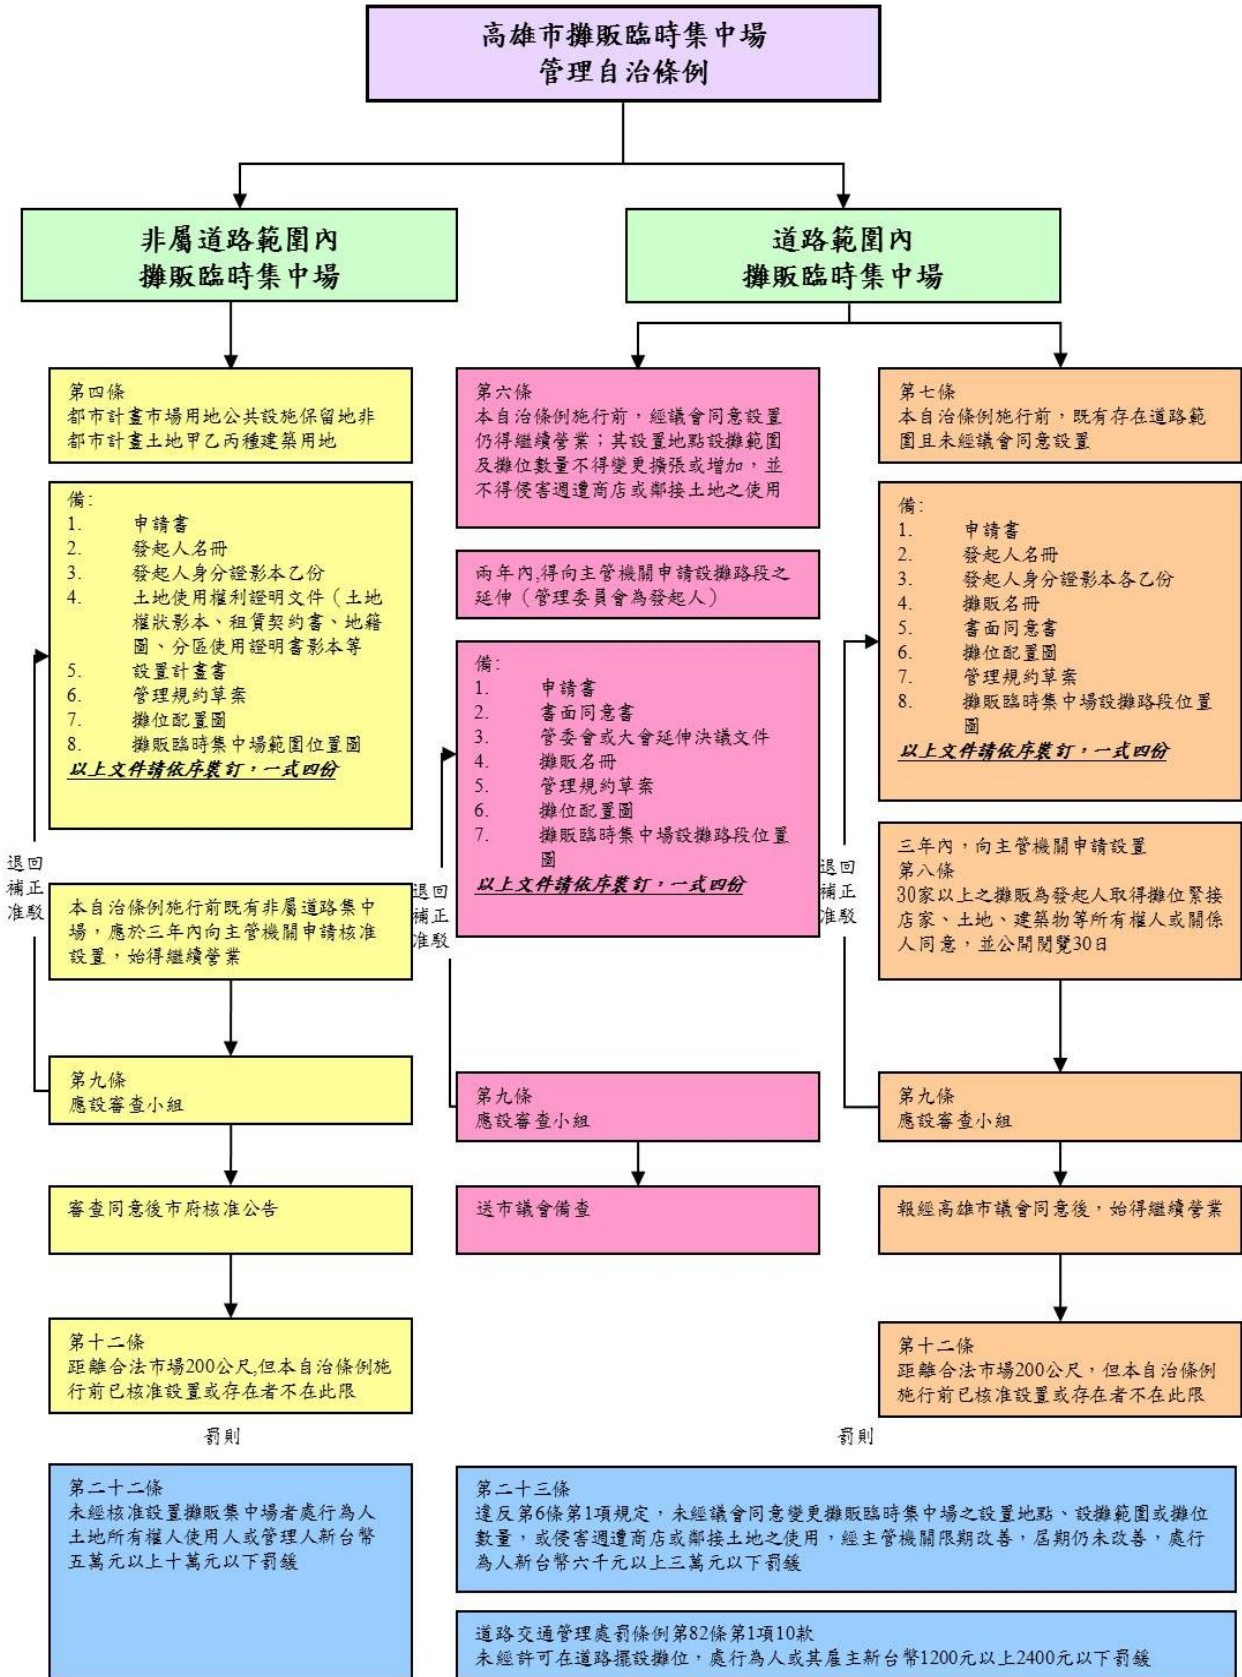 高雄市攤販臨時集中場
管理自治條例
非屬道路範圍內
攤販臨時集中場
道路範圍內
攤販臨時集中場
第四條
都市計畫市場用地公共設施保留地非
都市計畫土地甲乙丙種建築用地
備:
1. 申請書
2. 發起人名冊
3. 發起人身分證影本乙份
4. 土地使用權利證明文件（土地
權狀影本、租賃契約書、地籍
圖、分區使用證明書影本等
5. 設置計畫書
6. 管理規約草案
7. 攤位配置圖
8. 攤販臨時集中場範圍位置圖
以上文件請依序裝訂，一式四份
退回
補正
准駁
本自治條例施行前既有非屬道路集中
場，應於三年內向主管機關申請核准
設置，始得繼續營業
第九條
應設審查小組
審查同意後市府核准公告
第十二條
距離合法市場200公尺,但本自治條例施
行前已核准設置或存在者不在此限
罰則
第二十二條
未經核准設置攤販集中場者處行為人
土地所有權人使用人或管理人新台幣
五萬元以上十萬元以下罰鍰
第六條
本自治條例施行前，經議會同意設置
仍得繼續營業；其設置地點設攤範圍
及攤位數量不得變更擴張或增加，並
不得侵害週遭商店或鄰接土地之使用
兩年內,得向主管機關申請設攤路段之
延伸（管理委員會為發起人）
備:
1. 申請書
2. 書面同意書
3. 管委會或大會延伸決議文件
4. 攤販名冊
5. 管理規約草案
6. 攤位配置圖
7. 攤販臨時集中場設攤路段位置
圖
以上文件請依序裝訂，一式四份
退回
補正
准駁
第九條
應設審查小組
送市議會備查
第七條
本自治條例施行前，既有存在道路範
圍且未經議會同意設置
備:
1. 申請書
2. 發起人名冊
3. 發起人身分證影本各乙份
4. 攤販名冊
5. 書面同意書
6. 攤位配置圖
7. 管理規約草案
8. 攤販臨時集中場設攤路段位置
圖
以上文件請依序裝訂，一式四份
退回
補正
准駁
三年內，向主管機關申請設置
第八條
30家以上之攤販為發起人取得攤位緊接
店家、土地、建築物等所有權人或關係
人同意，並公開閱覽30日
第九條
應設審查小組
報經高雄市議會同意後，始得繼續營業
第十二條
距離合法市場200公尺，但本自治條例
施行前已核准設置或存在者不在此限
罰則
第二十三條
違反第6條第1項規定，未經議會同意變更攤販臨時集中場之設置地點、設攤範圍或攤位
數量，或侵害週遭商店或鄰接土地之使用，經主管機關限期改善，屆期仍未改善，處行
為人新台幣六千元以上三萬元以下罰鍰
道路交通管理處罰條例第82條第1項10款
未經許可在道路擺設攤位，處行為人或其雇主新台幣1200元以上2400元以下罰鍰